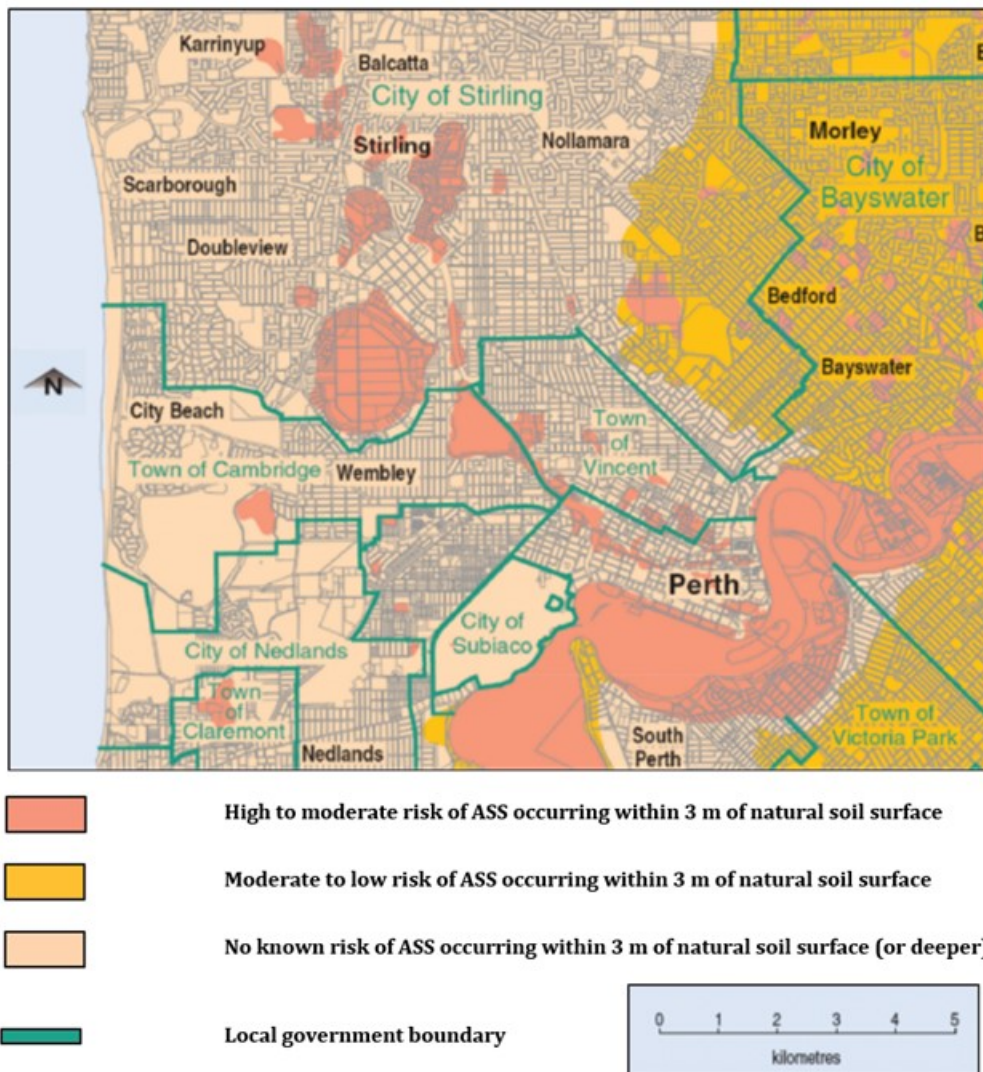 Karrinyup
Balcatta
City of Stirling
Stirling
Nollamara
Morley
City of
Bayswater
Scarborough
Doubleview
Bedford
Bayswater
N
City Beach
Town of Cambridge
Wembley
Town
of
Vincent
Perth
City of
Subiaco
City of Nedlands
Town
of
Claremont
Nedlands
South
Perth
Town of
Victoria Park
High to moderate risk of ASS occurring within 3 m of natural soil surface
Moderate to low risk of ASS occurring within 3 m of natural soil surface
No known risk of ASS occurring within 3 m of natural soil surface (or deeper)
Local government boundary
0 1 2 3 4 5
kilometres